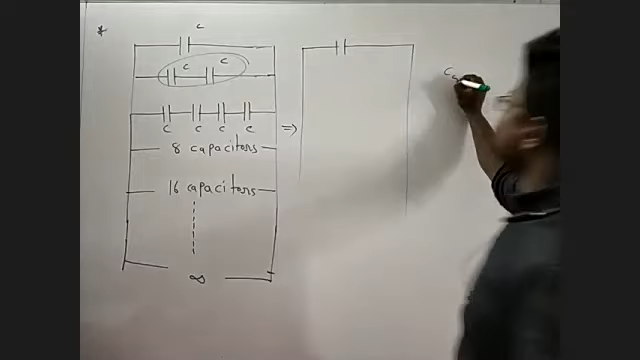 *
C
C C
C C C C
8 capacitors
16 capacitors
∞
⇒
C